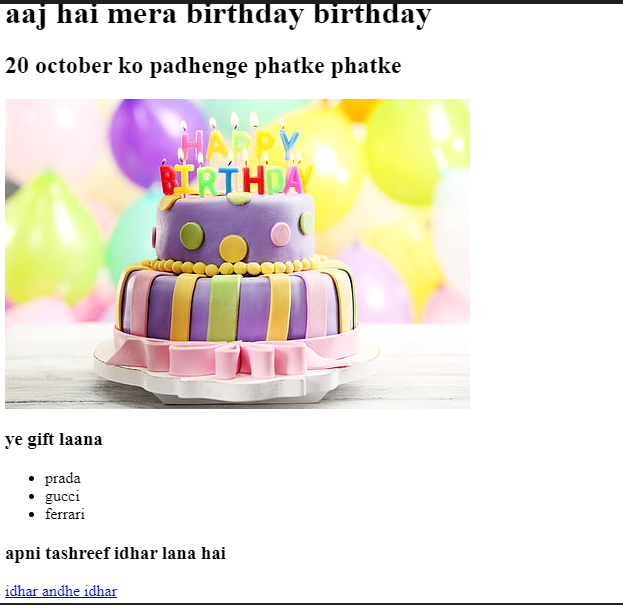 aaj hai mera birthday birthday
20 october ko padhenge phatke phatke
HAPPY
BIRTHDAY
ye gift laana
prada
gucci
ferrari
apni tashreef idhar lana hai
idhar andhe idhar